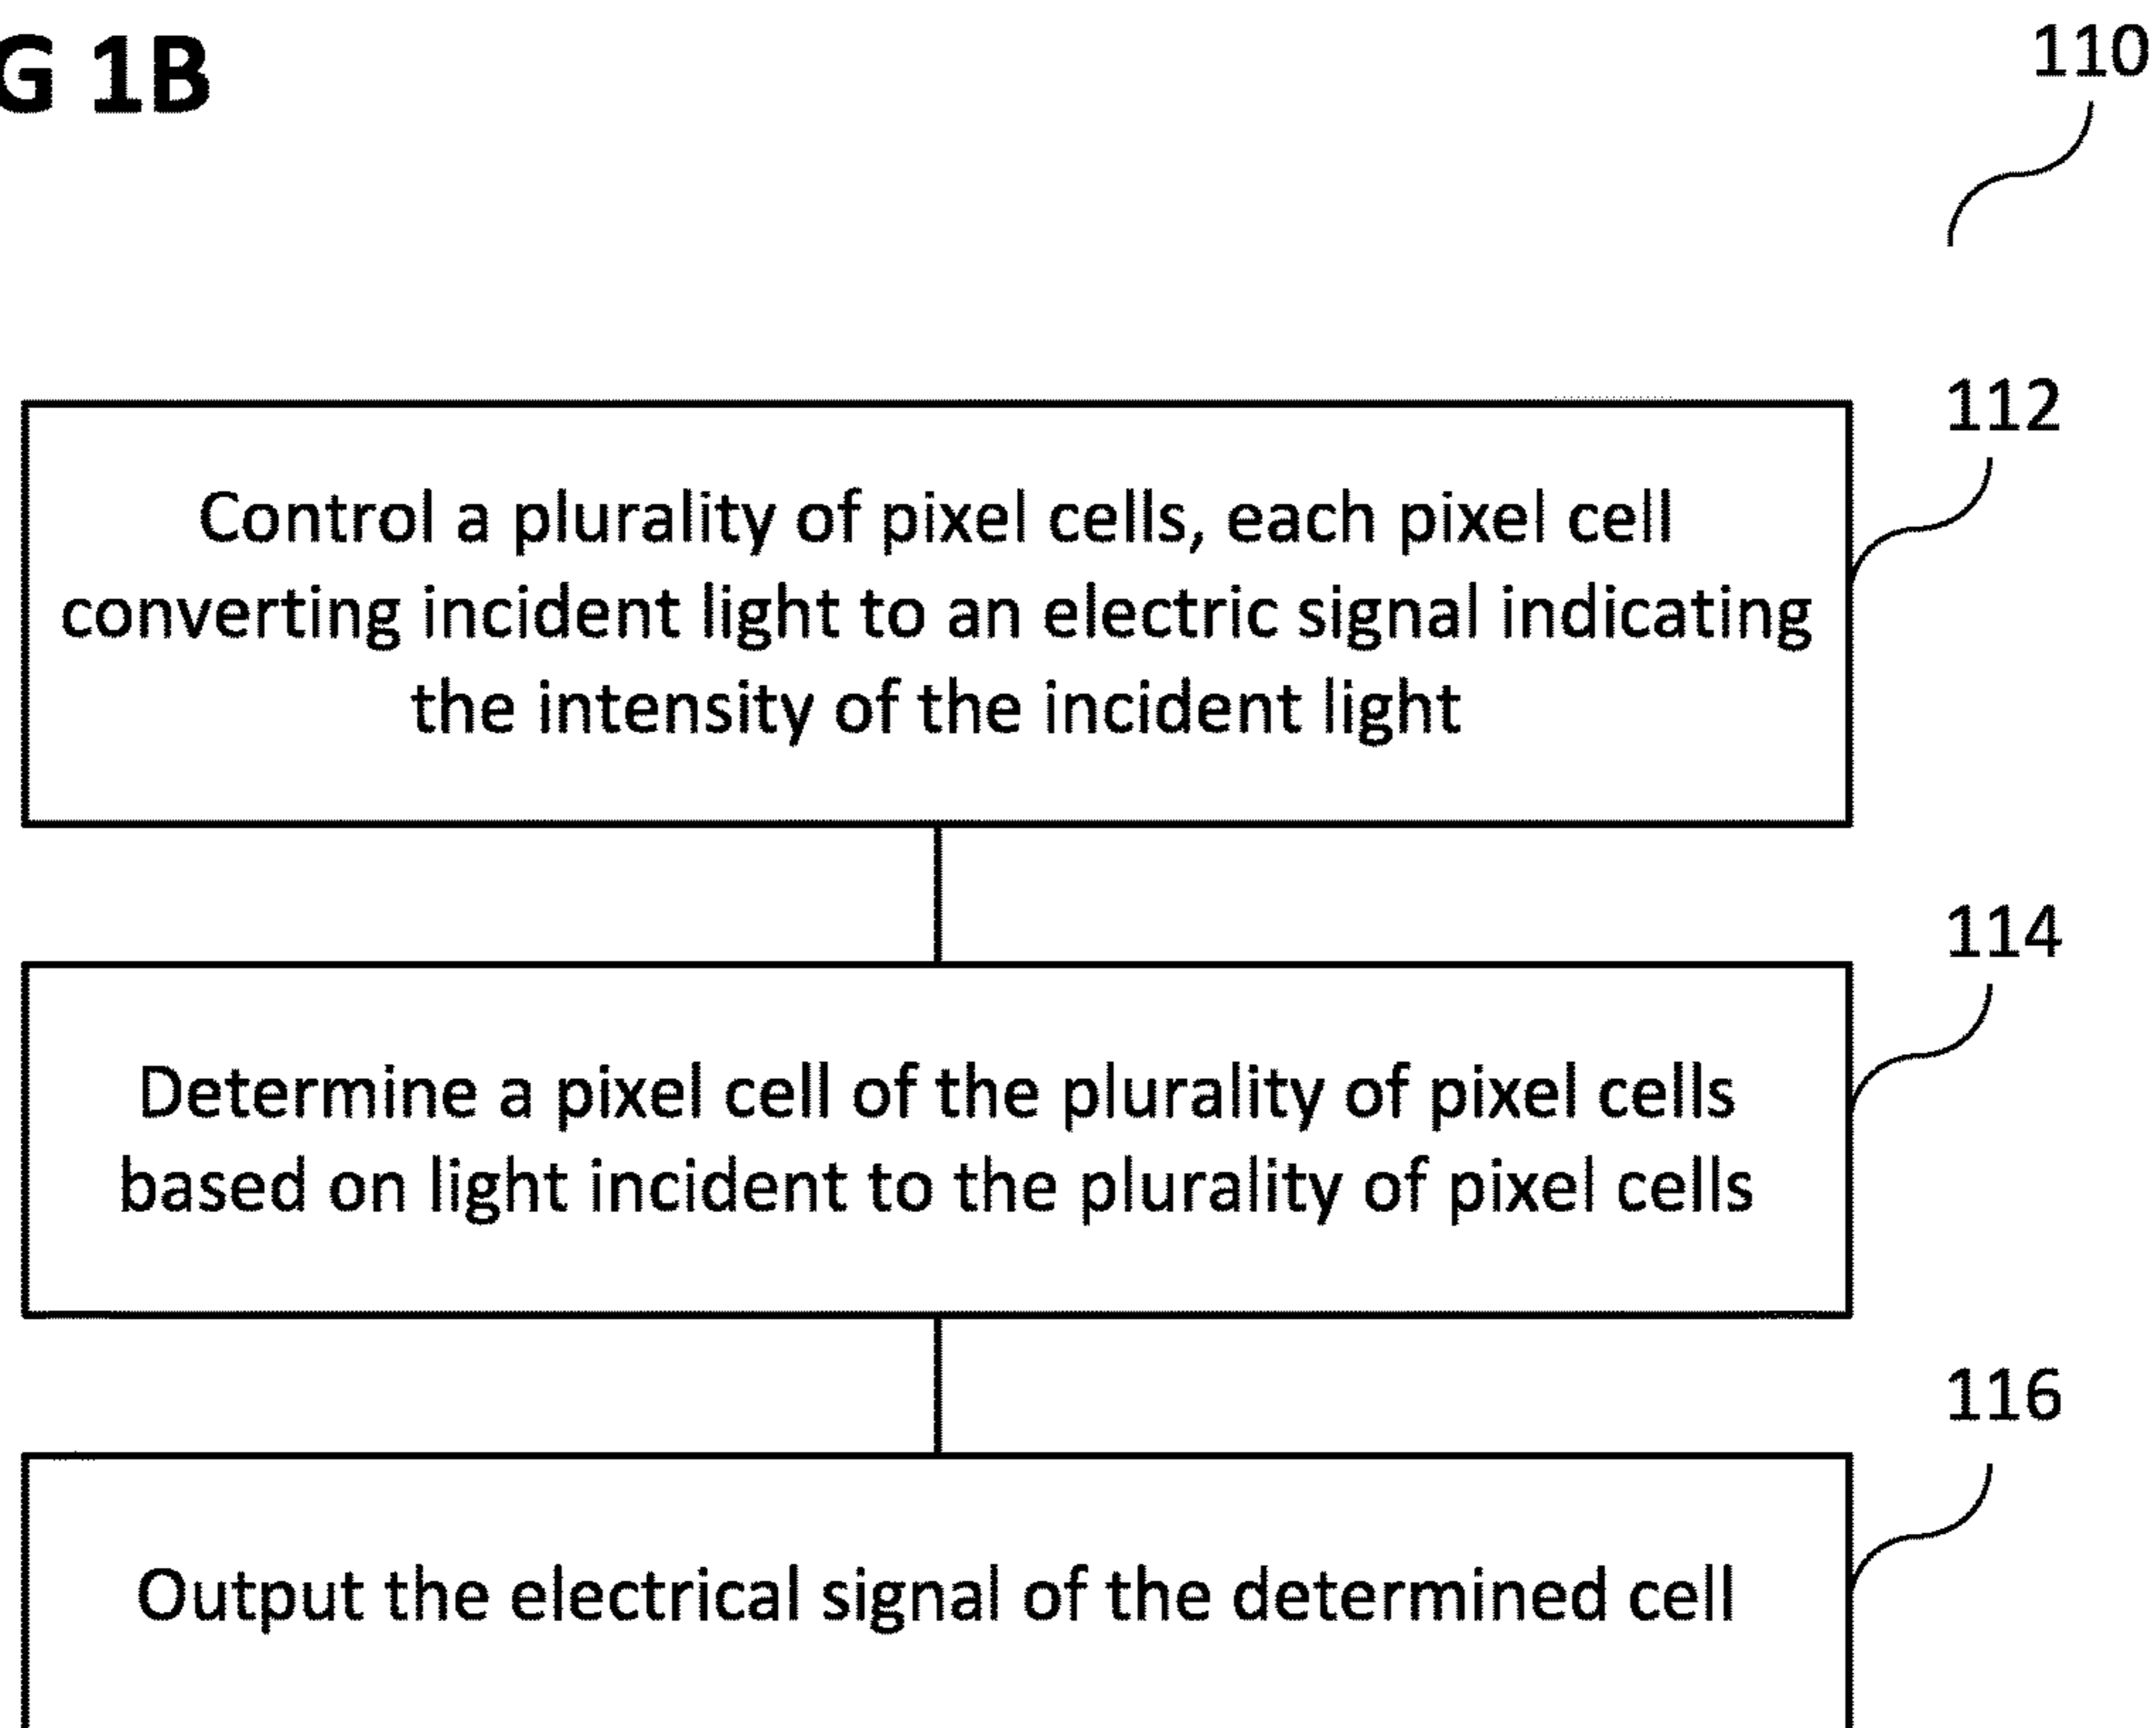 G 1B
110
112
Control a plurality of pixel cells, each pixel cell
converting incident light to an electric signal indicating
the intensity of the incident light
114
Determine a pixel cell of the plurality of pixel cells
based on light incident to the plurality of pixel cells
116
Output the electrical signal of the determined cell